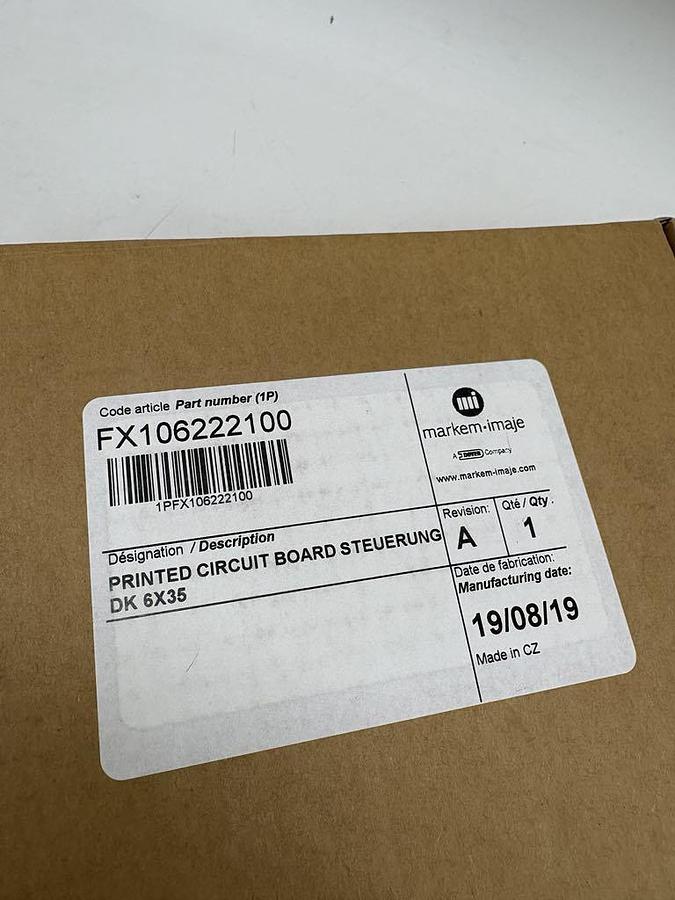 Code article Part number (1P)
FX106222100
1PFX106222100
mi
markem·imaje
A DOVER Company
www.markem-imaje.com
Désignation / Description
PRINTED CIRCUIT BOARD STEUERUNG
DK 6X35
Revision:
A
Qté / Qty.
1
Date de fabrication:
Manufacturing date:
19/08/19
Made in CZ